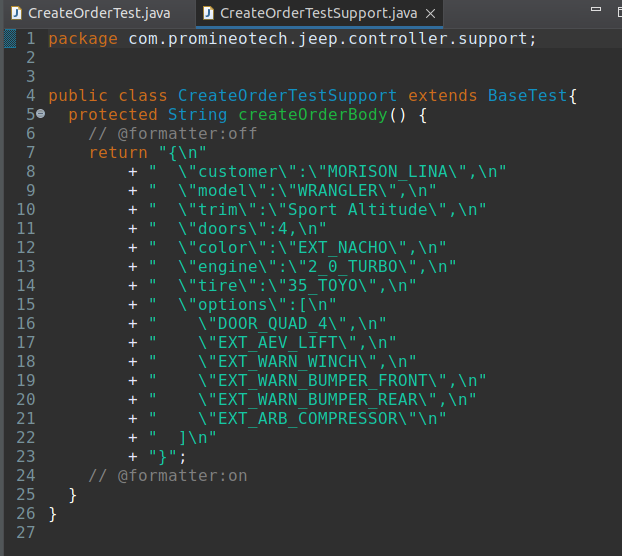 CreateOrderTest.java CreateOrderTestSupport.java
1 package com.promineotech.jeep.controller.support;
2
3
4 public class CreateOrderTestSupport extends BaseTest{
5   protected String createOrderBody() {
6     // @formatter:off
7     return "{\n"
8         + "  \"customer\":\"MORISON_LINA\",\n"
9         + "  \"model\":\"WRANGLER\",\n"
10         + "  \"trim\":\"Sport Altitude\",\n"
11         + "  \"doors\":4,\n"
12         + "  \"color\":\"EXT_NACHO\",\n"
13         + "  \"engine\":\"2_0_TURBO\",\n"
14         + "  \"tire\":\"35_TOYO\",\n"
15         + "  \"options\":[\n"
16         + "    \"DOOR_QUAD_4\",\n"
17         + "    \"EXT_AEV_LIFT\",\n"
18         + "    \"EXT_WARN_WINCH\",\n"
19         + "    \"EXT_WARN_BUMPER_FRONT\",\n"
20         + "    \"EXT_WARN_BUMPER_REAR\",\n"
21         + "    \"EXT_ARB_COMPRESSOR\"\n"
22         + "  ]\n"
23         + "}";
24     // @formatter:on
25   }
26 }
27